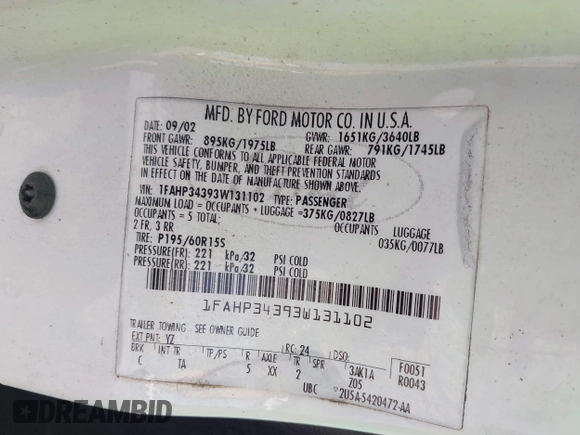 MFD. BY FORD MOTOR CO. IN U.S.A.
DATE: 09/02 GVWR: 1651KG/3640LB
FRONT GAWR: 895KG/1975LB REAR GAWR: 791KG/1745LB
THIS VEHICLE CONFORMS TO ALL APPLICABLE FEDERAL MOTOR
VEHICLE SAFETY, BUMPER, AND THEFT PREVENTION STANDARDS
IN EFFECT ON THE DATE OF MANUFACTURE SHOWN ABOVE.
VIN: 1FAHP34393W131102 TYPE: PASSENGER
MAXIMUM LOAD = OCCUPANTS + LUGGAGE = 375KG/0827LB
OCCUPANTS = 5 TOTAL: OCCUPANTS LUGGAGE
2 FR, 3 RR 035KG/0077LB
TIRE: P195/60R15S
PRESSURE(FR): 221 kPa/32 PSI COLD
PRESSURE(RR): 221 kPa/32 PSI COLD
1FAHP34393W131102
TRAILER TOWING - SEE OWNER GUIDE
EXT PNT: YZ RC: 24 DSO:
BRK INT TR TP/PS R AXLE TR SPR 3AK1A F0051
C TA 5 XX 2 Z05 R0043
UBC 2U5A-5420472-AA
© AUTOBIDCAR